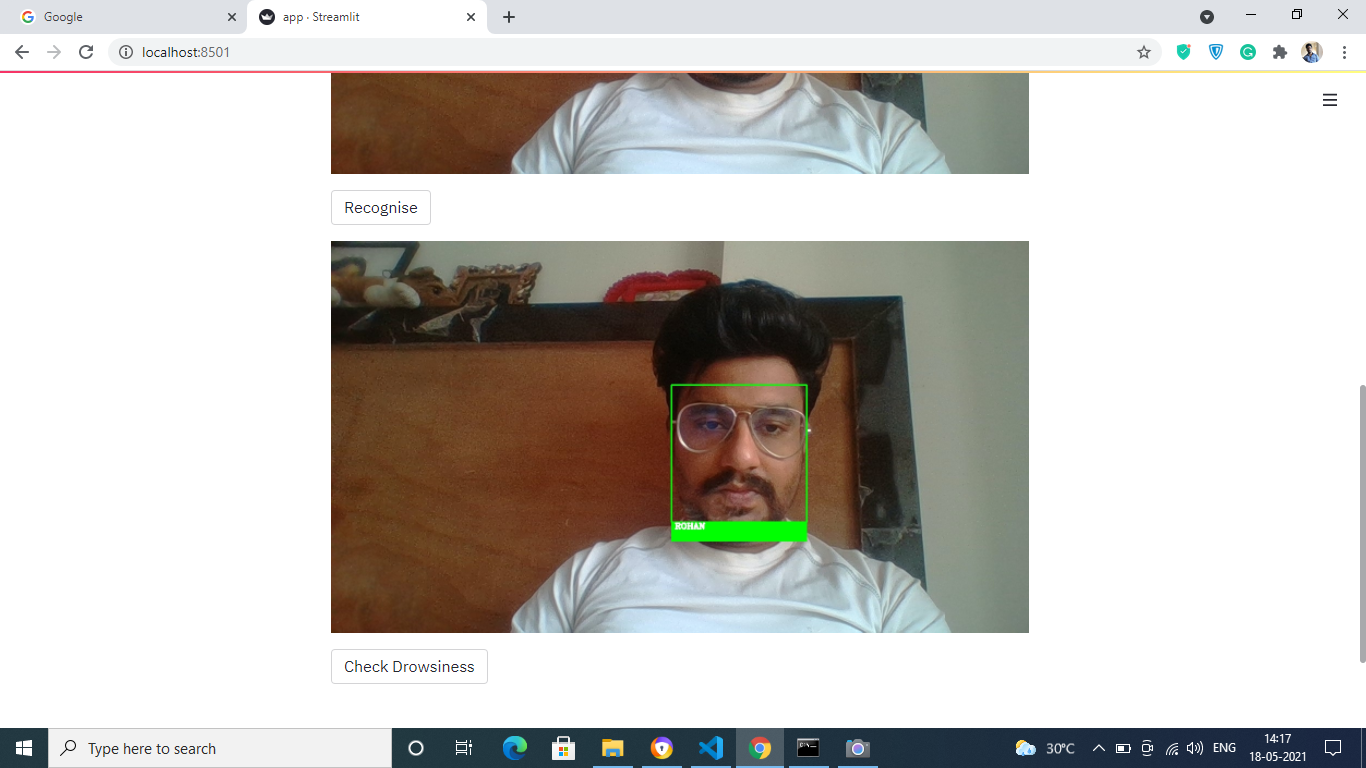 Google
app · Streamlit
localhost:8501
Recognise
ROHAN
Check Drowsiness
Type here to search
30°C
ENG
14:17
18-05-2021